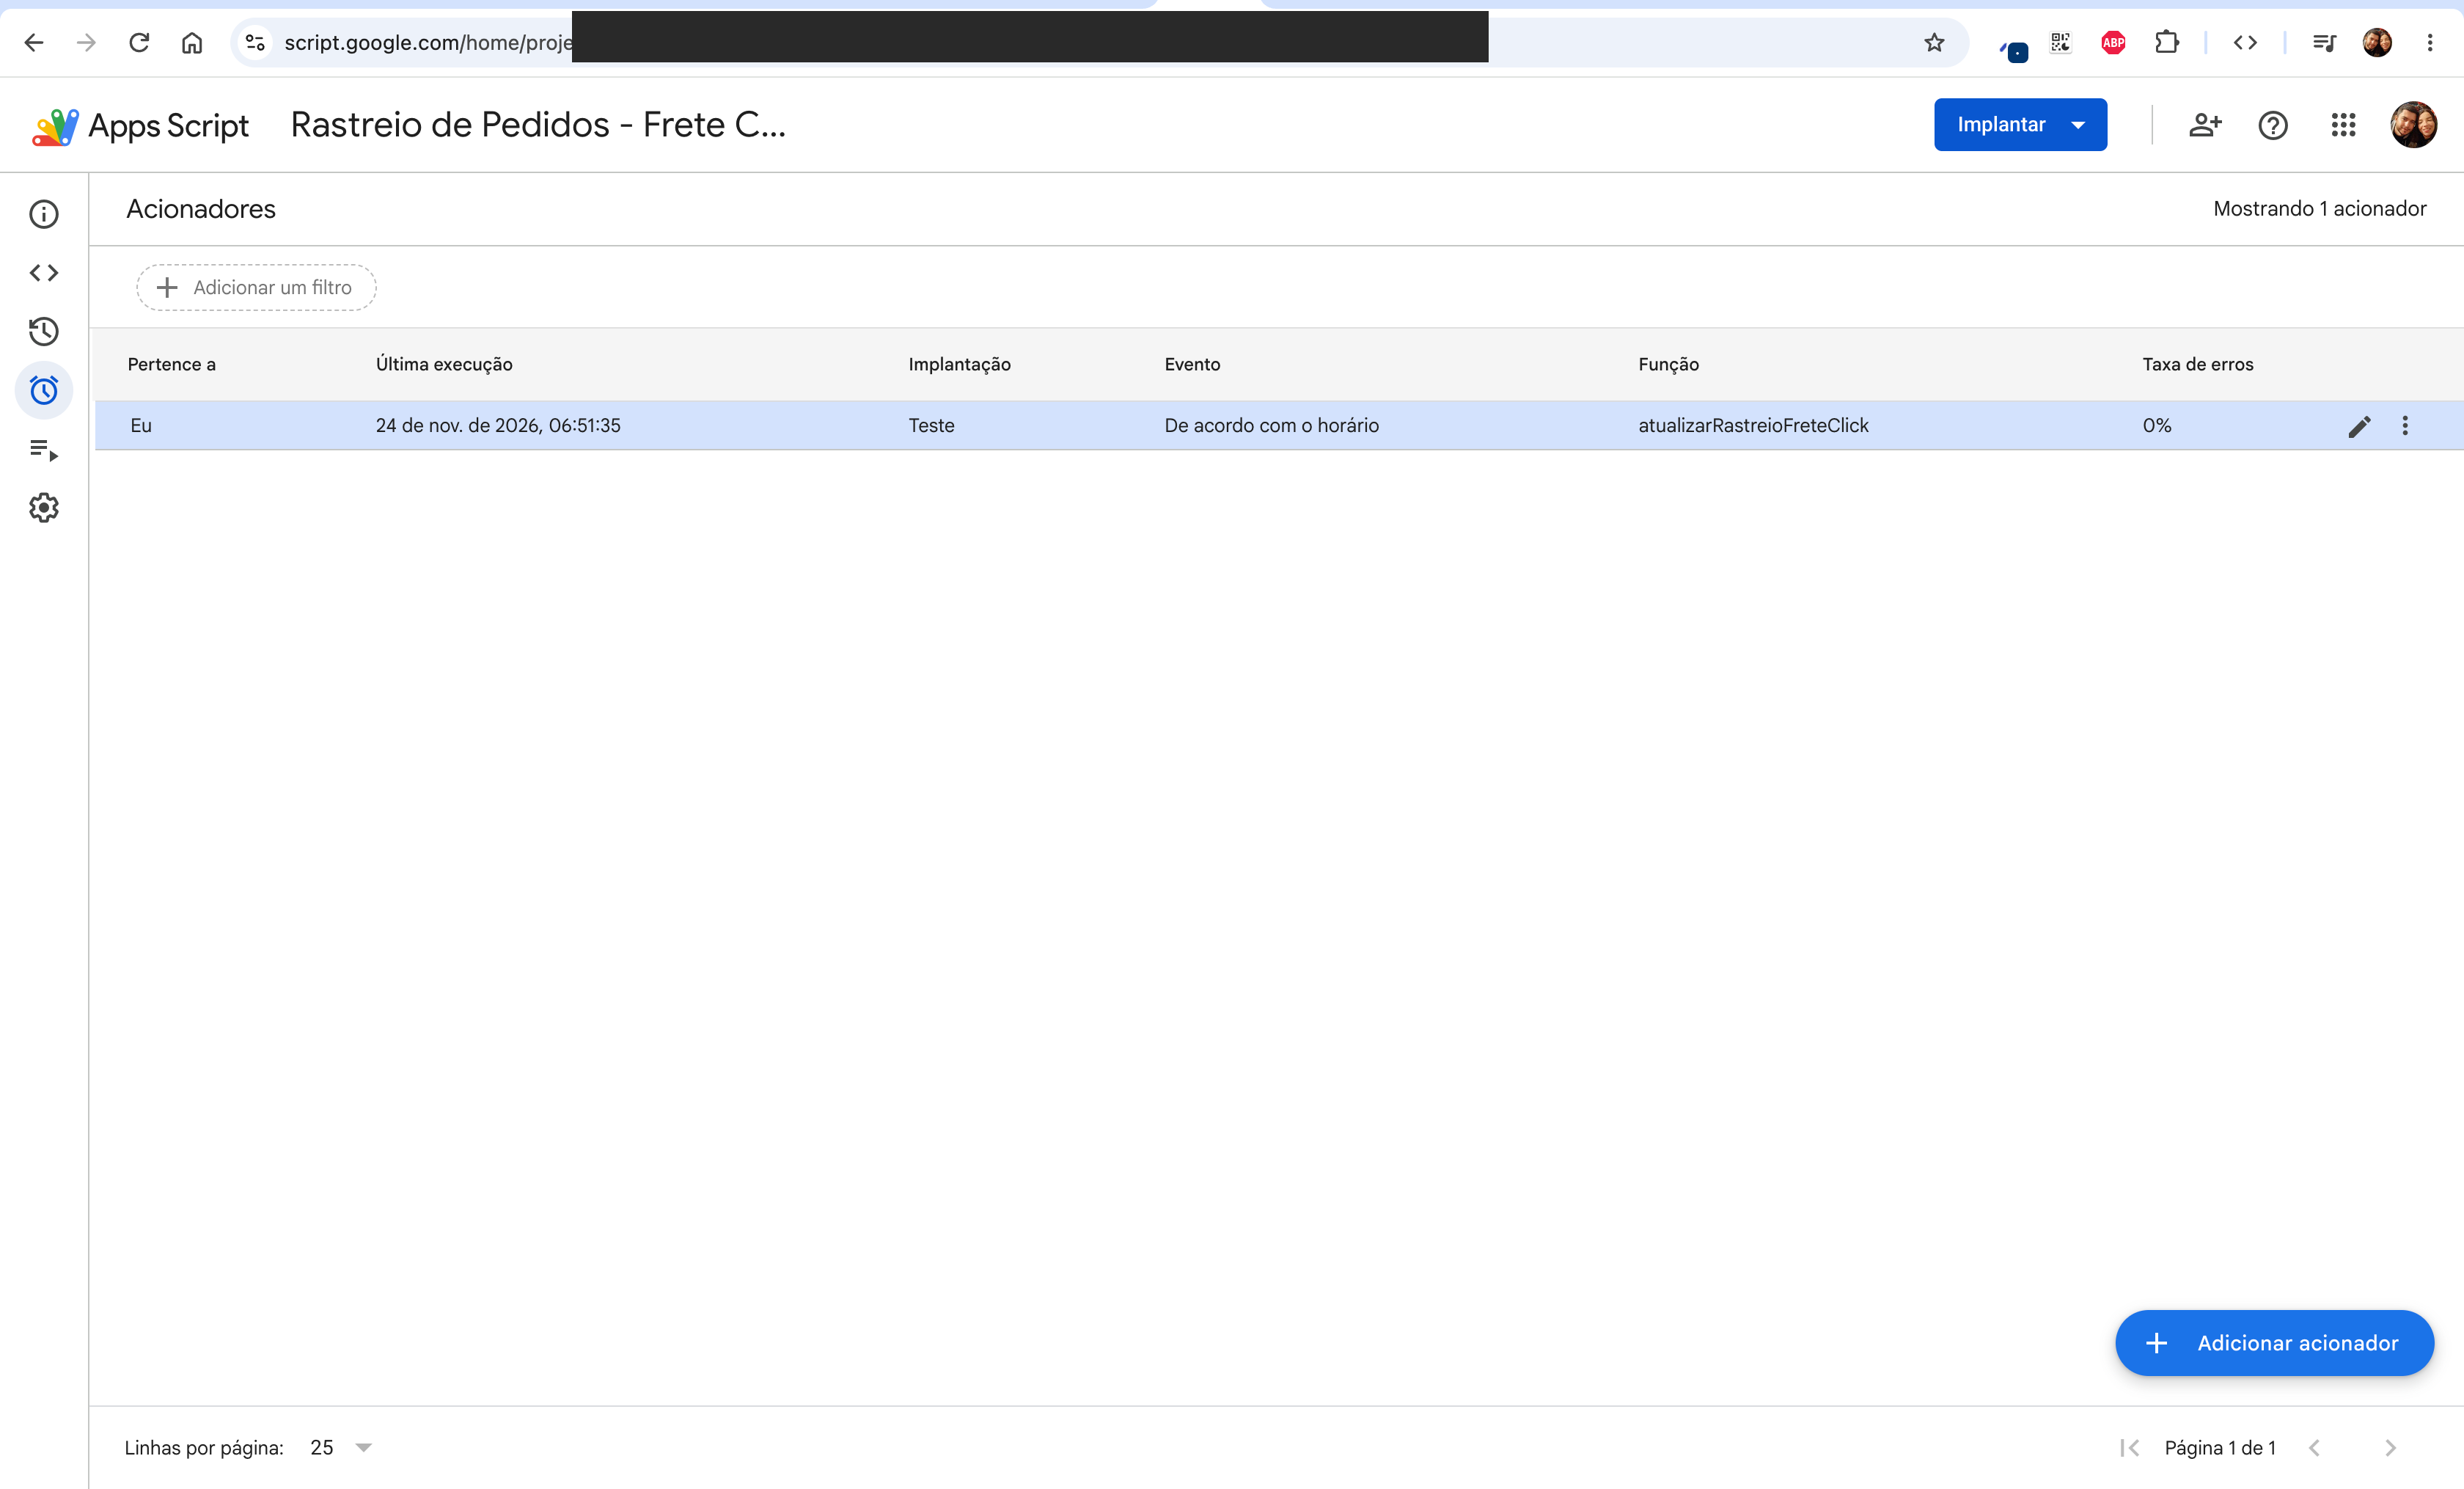 script.google.com/home/proje
ABP
Apps Script
Rastreio de Pedidos - Frete C...
Implantar
Acionadores
Mostrando 1 acionador
Adicionar um filtro
Pertence a Última execução Implantação Evento Função Taxa de erros
Eu 24 de nov. de 2026, 06:51:35 Teste De acordo com o horário atualizarRastreioFreteClick 0%
Adicionar acionador
Linhas por página: 25
Página 1 de 1